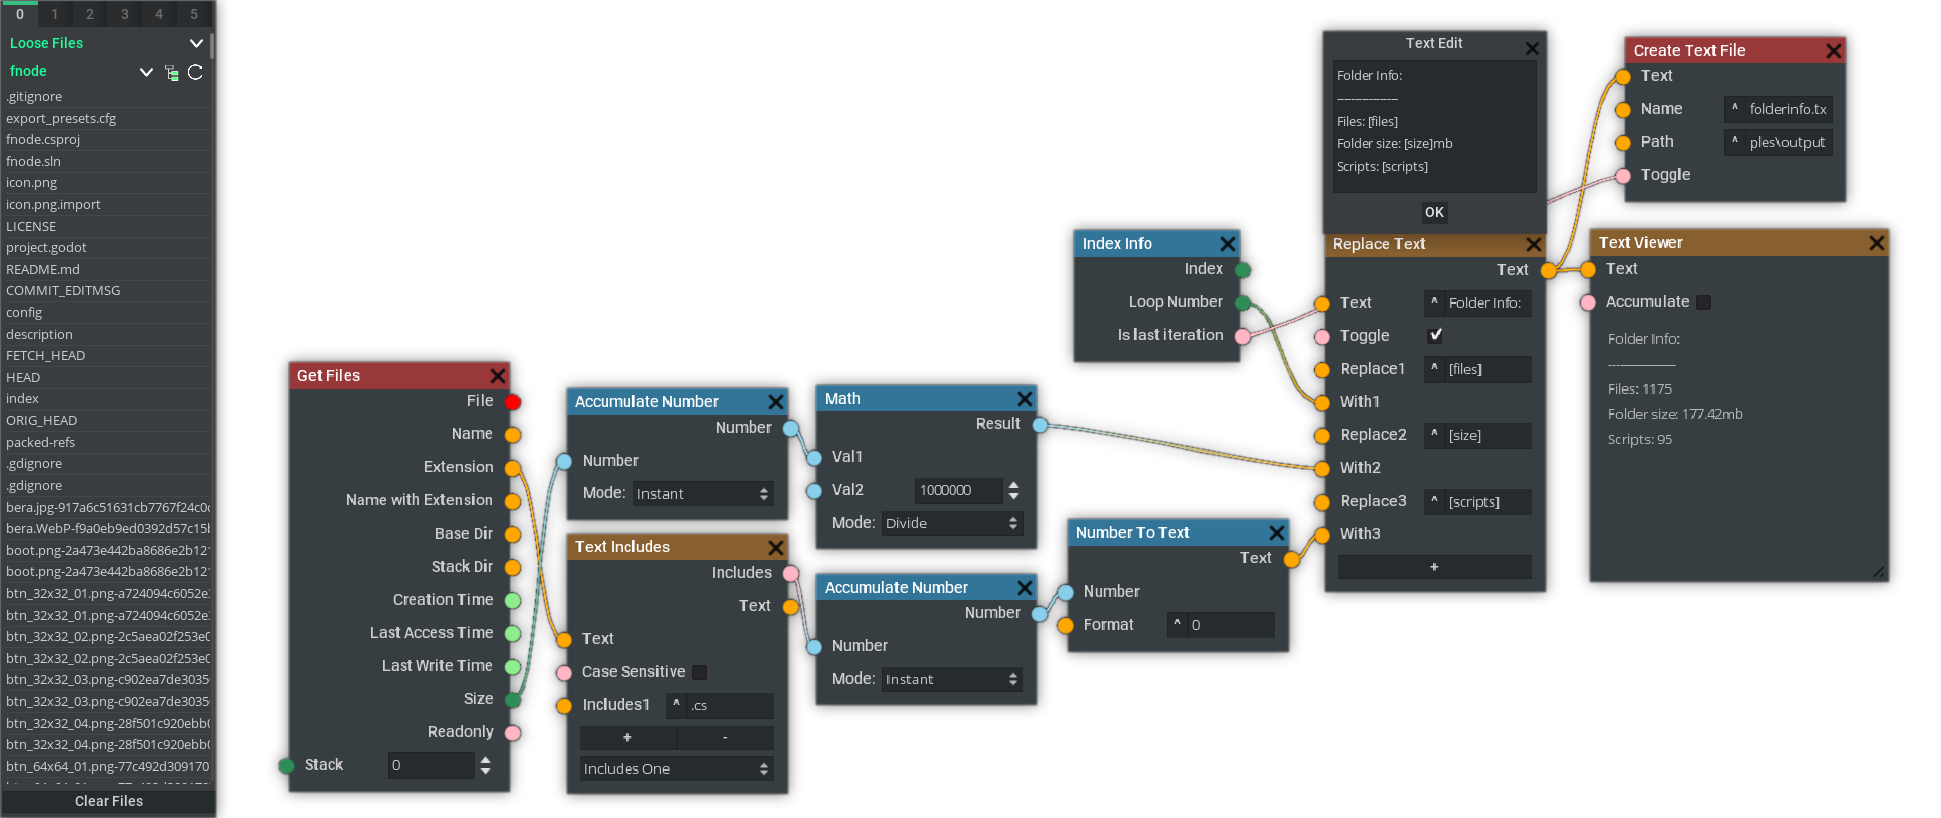 0 1 2 3 4 5
Loose Files
fnode
.gitignore
export_presets.cfg
fnode.csproj
fnode.sln
icon.png
icon.png.import
LICENSE
project.godot
README.md
COMMIT_EDITMSG
config
description
FETCH_HEAD
HEAD
index
ORIG_HEAD
packed-refs
.gdignore
.gdignore
bera.jpg-917a6c51631cb7767f24c0
bera.WebP-f9a0eb9ed0392d57c15
boot.png-2a473e442ba8686e2b12
boot.png-2a473e442ba8686e2b12
btn_32x32_01.png-a724094c6052e
btn_32x32_01.png-a724094c6052e
btn_32x32_02.png-2c5aea02f253e
btn_32x32_02.png-2c5aea02f253e
btn_32x32_03.png-c902ea7de3035
btn_32x32_03.png-c902ea7de3035
btn_32x32_04.png-28f501c920ebb
btn_32x32_04.png-28f501c920ebb
btn_64x64_01.png-77c492d309170
Clear Files
Get Files
File
Name
Extension
Name with Extension
Base Dir
Stack Dir
Creation Time
Last Access Time
Last Write Time
Size
Readonly
Stack 0
Accumulate Number
Number
Number
Mode: Instant
Text Includes
Includes
Text
Text
Case Sensitive
Includes1 ^ .cs
+ -
Includes One
Math
Result
Val1
Val2 1000000
Mode: Divide
Accumulate Number
Number
Number
Mode: Instant
Index Info
Index
Loop Number
Is last iteration
Number To Text
Text
Number
Format ^ 0
Text Edit
Folder Info:
-----------------
Files: [files]
Folder size: [size]mb
Scripts: [scripts]
OK
Replace Text
Text
Text ^ Folder Info:
Toggle
Replace1 ^ [files]
With1
Replace2 ^ [size]
With2
Replace3 ^ [scripts]
With3
+
Create Text File
Text
Name ^ folderinfo.tx
Path ^ ples\output
Toggle
Text Viewer
Text
Accumulate
Folder Info:
-----------------
Files: 1175
Folder size: 177.42mb
Scripts: 95